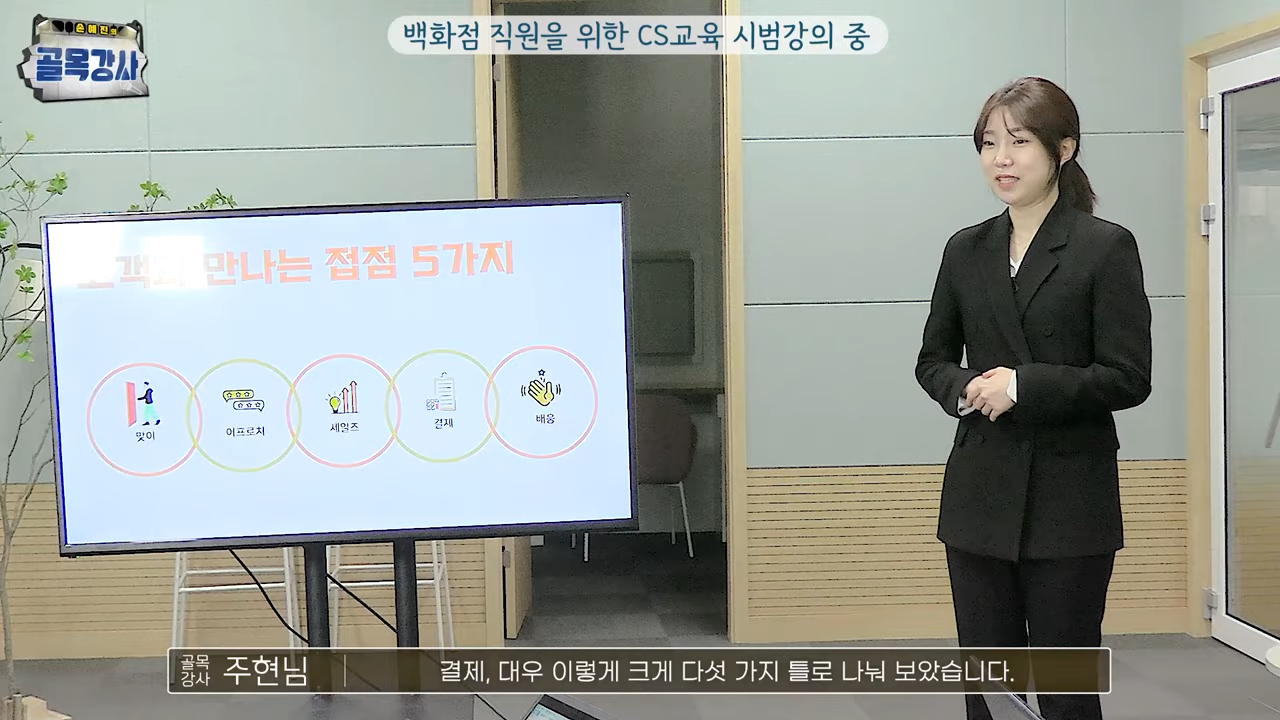 손예진의
골목강사
백화점 직원을 위한 CS교육 시범강의 중
만나는 접점 5가지
맞이
어프로치
세일즈
결제
배웅
골목
강사
주현님
결제, 대우 이렇게 크게 다섯 가지 틀로 나눠 보았습니다.